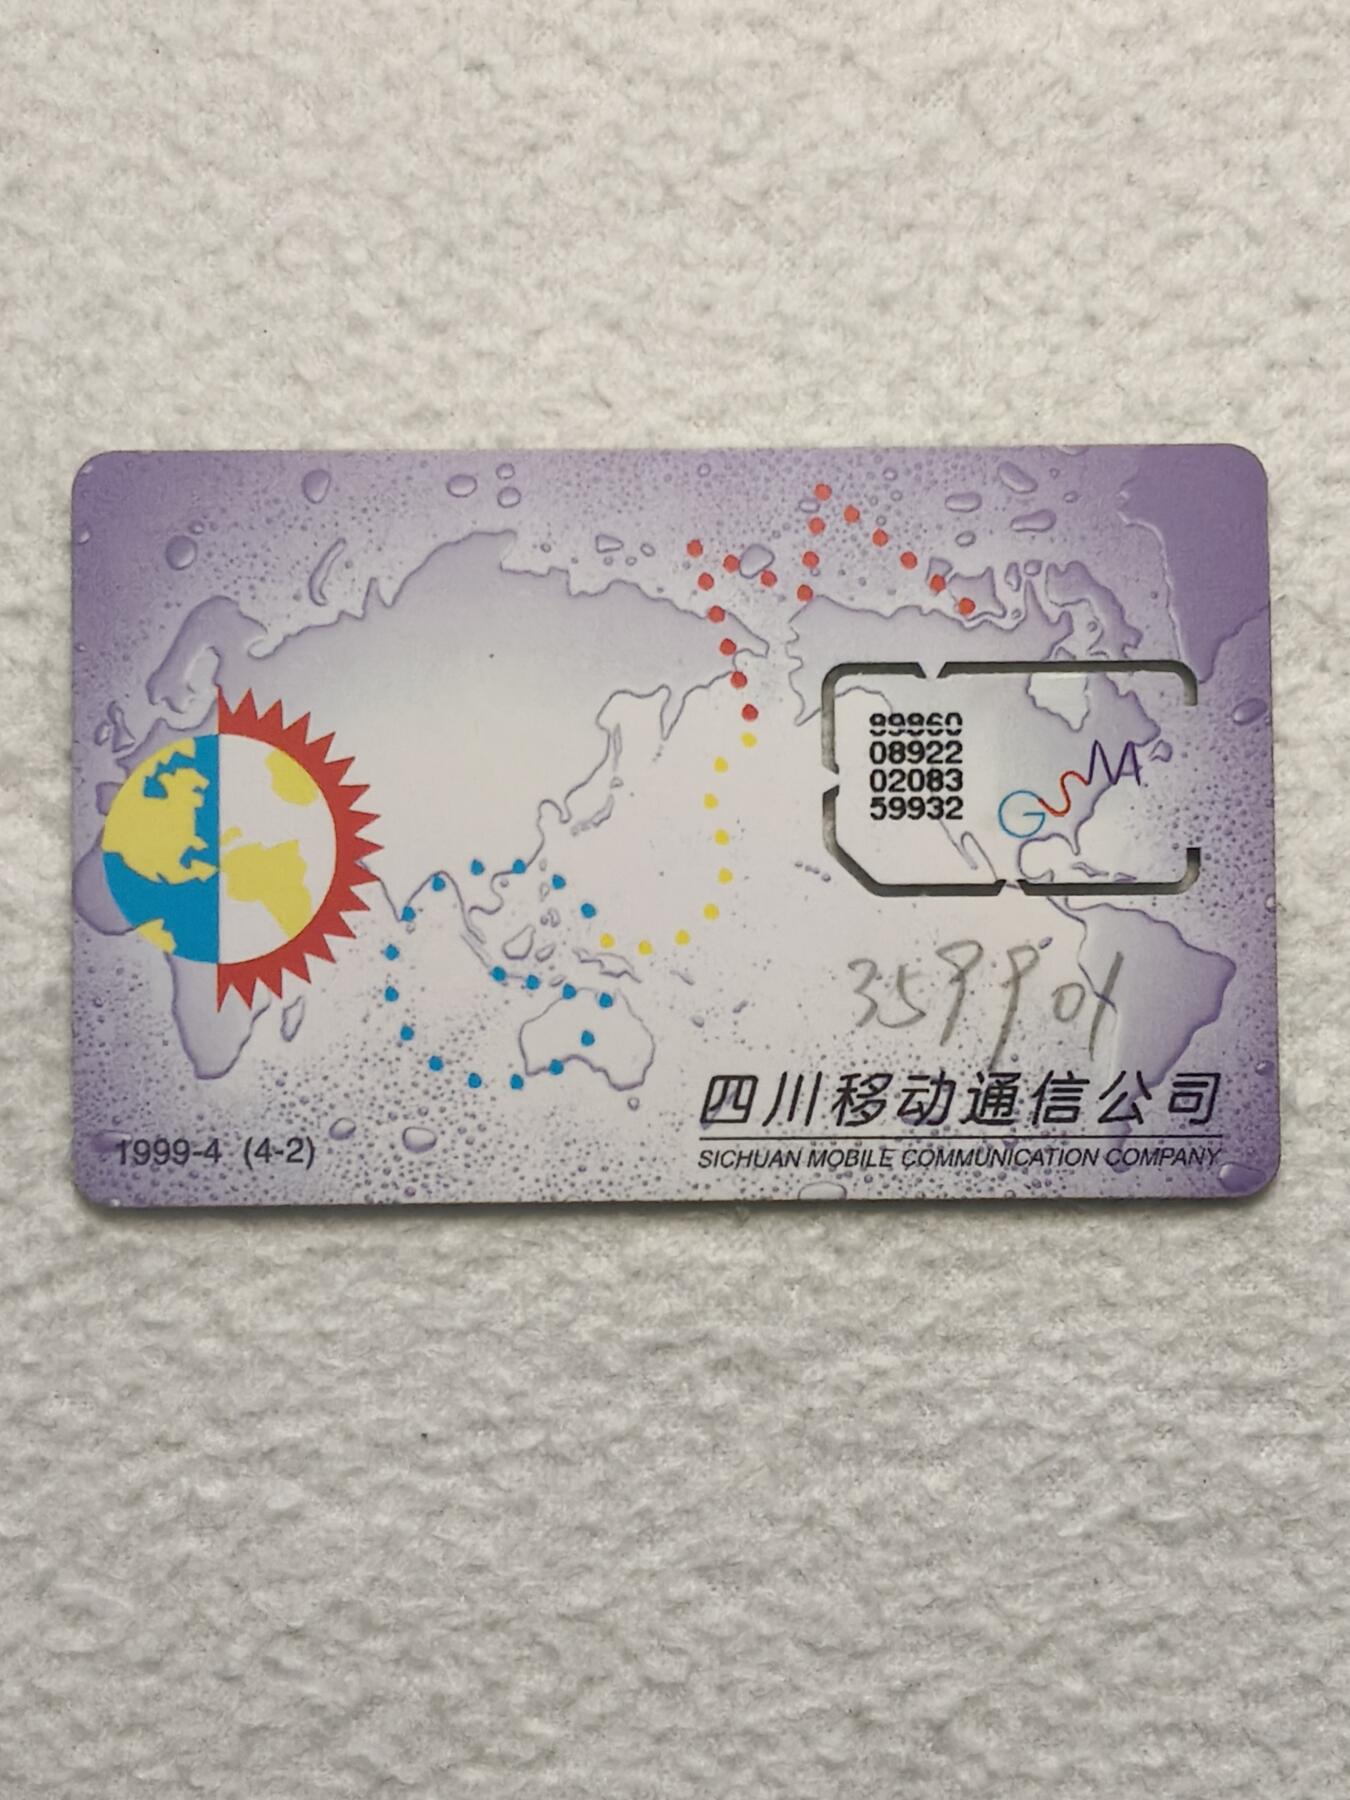 89860
08922
02083
59932
GSM
359901
四川移动通信公司
SICHUAN MOBILE COMMUNICATION COMPANY
1999-4 (4-2)